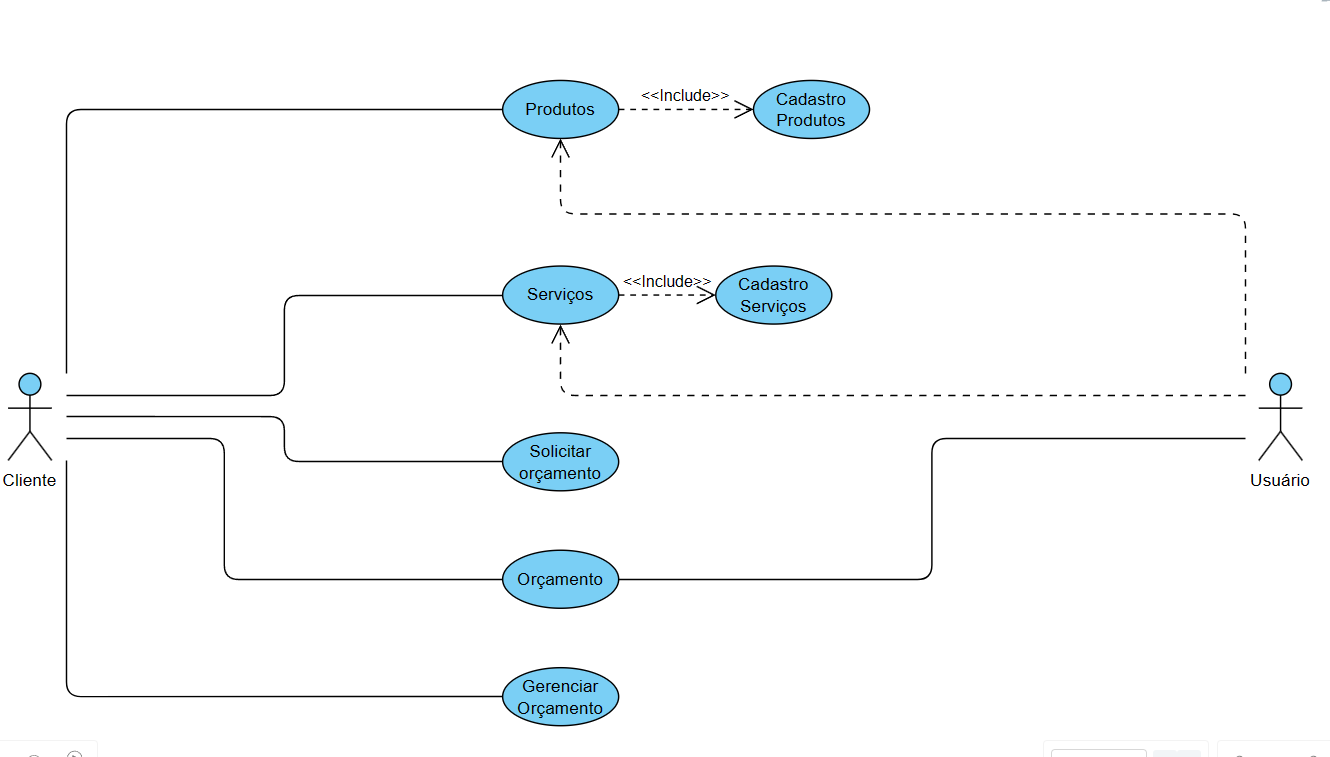 Produtos
<<Include>>
Cadastro
Produtos
Serviços
<<Include>>
Cadastro
Serviços
Cliente
Solicitar
orçamento
Usuário
Orçamento
Gerenciar
Orçamento